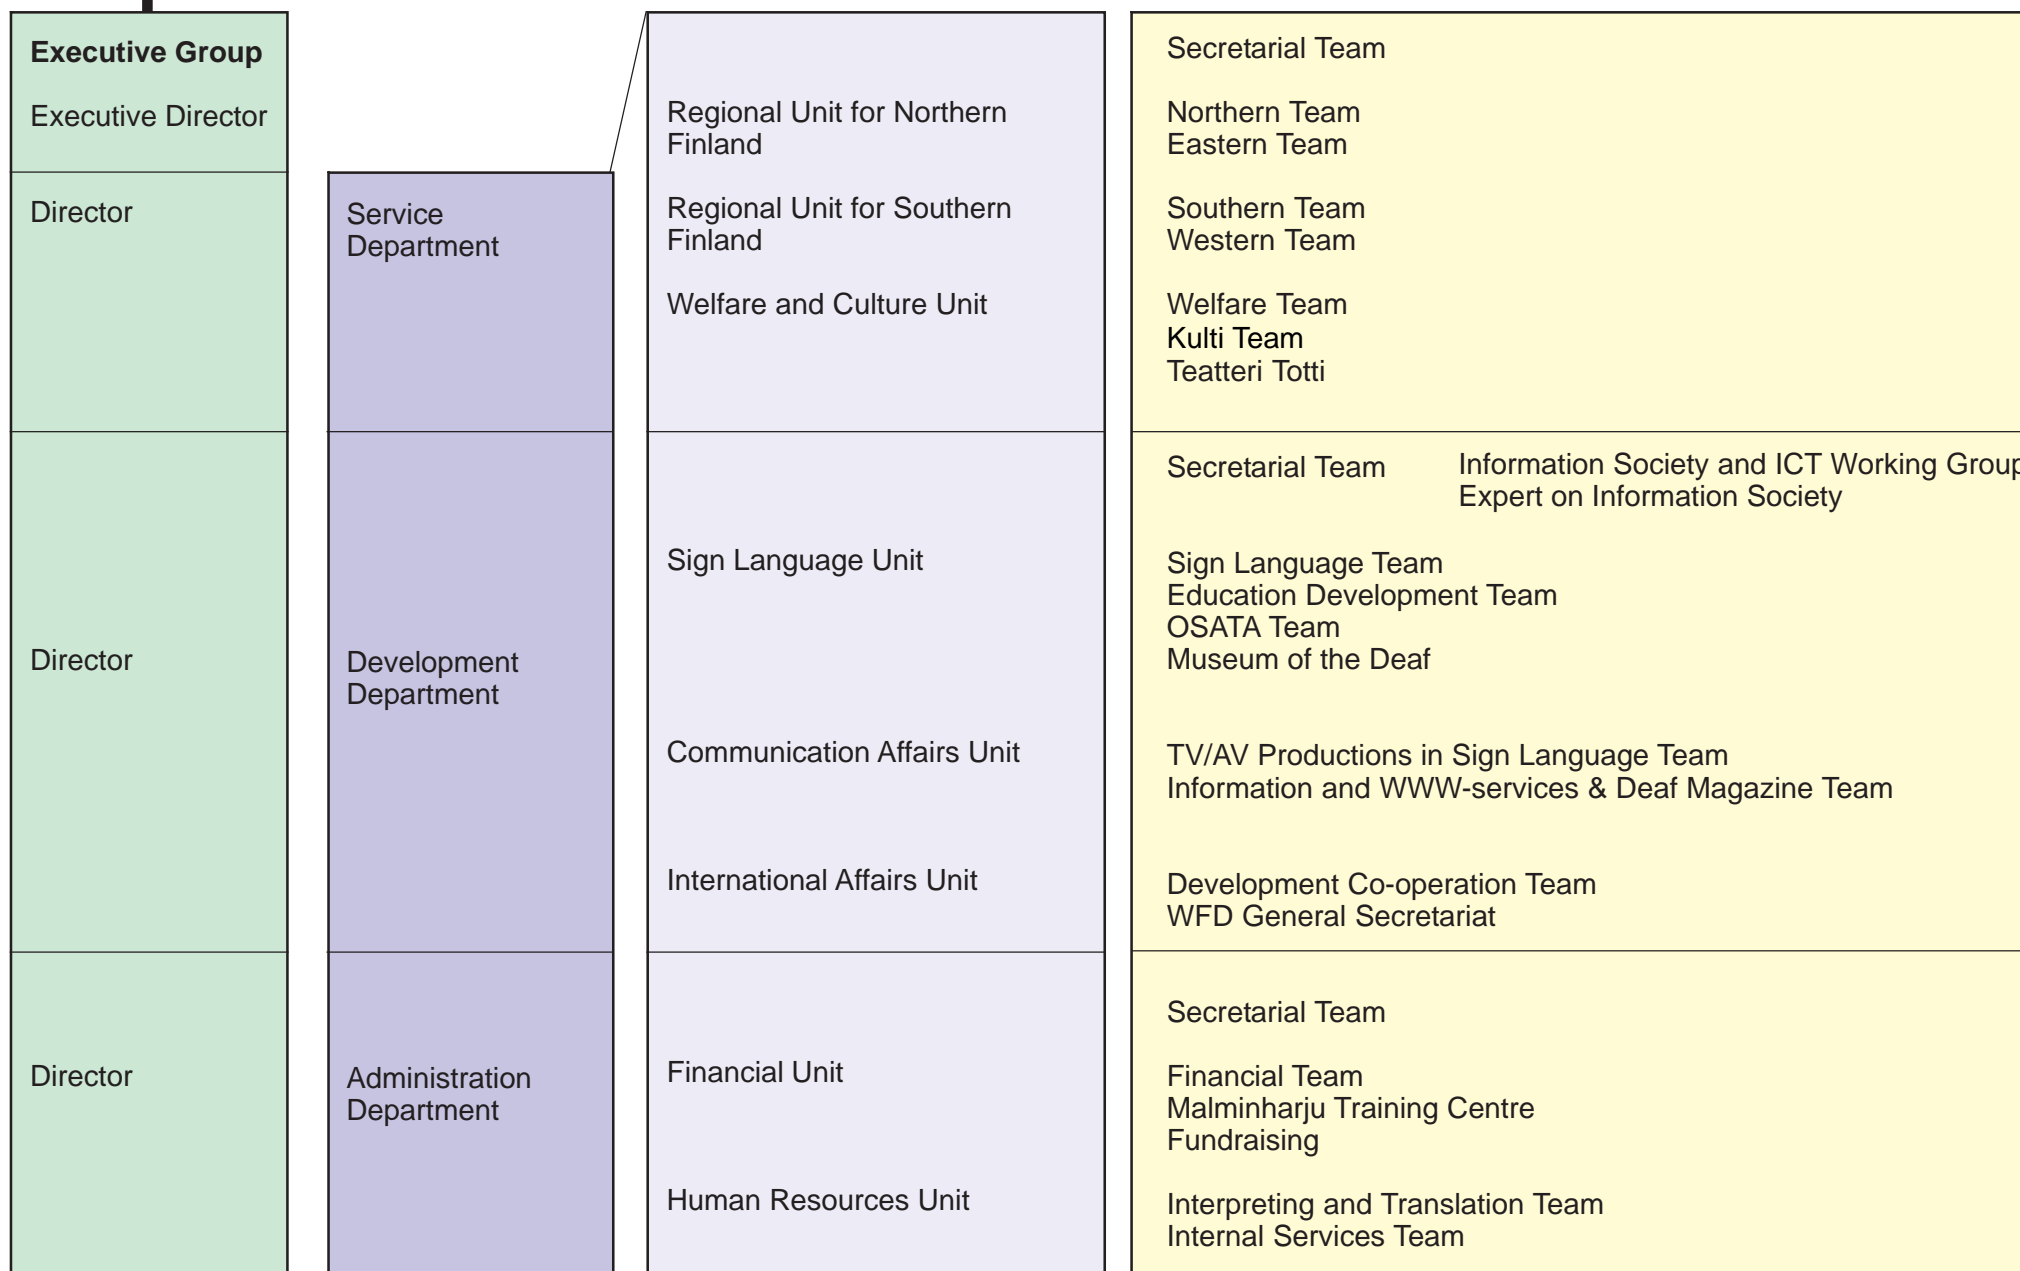 Executive Group
Executive Director
Director
Director
Director
Service
Department
Development
Department
Administration
Department
Regional Unit for Northern
Finland
Regional Unit for Southern
Finland
Welfare and Culture Unit
Sign Language Unit
Communication Affairs Unit
International Affairs Unit
Financial Unit
Human Resources Unit
Secretarial Team
Northern Team
Eastern Team
Southern Team
Western Team
Welfare Team
Kulti Team
Teatteri Totti
Secretarial Team
Information Society and ICT Working Group
Expert on Information Society
Sign Language Team
Education Development Team
OSATA Team
Museum of the Deaf
TV/AV Productions in Sign Language Team
Information and WWW-services & Deaf Magazine Team
Development Co-operation Team
WFD General Secretariat
Secretarial Team
Financial Team
Malminharju Training Centre
Fundraising
Interpreting and Translation Team
Internal Services Team